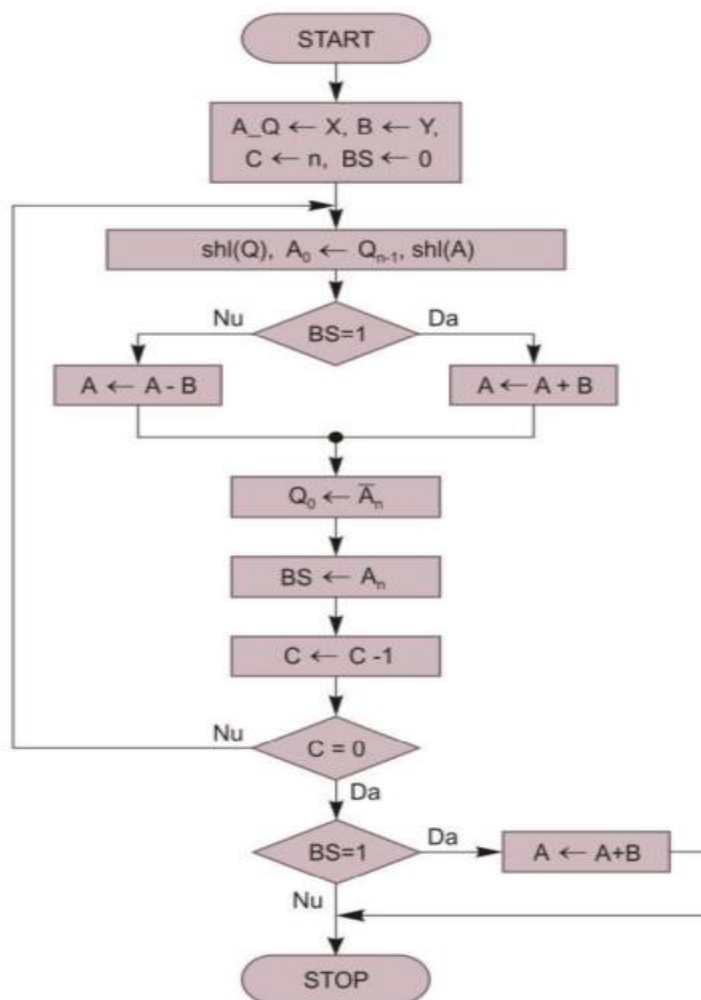 START
A_Q ← X, B ← Y,
C ← n, BS ← 0
shl(Q), A₀ ← Qₙ₋₁, shl(A)
Nu
BS=1
Da
A ← A - B
A ← A + B
Q₀ ← A̅ₙ
BS ← Aₙ
C ← C -1
Nu
C = 0
Da
BS=1
Da
A ← A+B
Nu
STOP